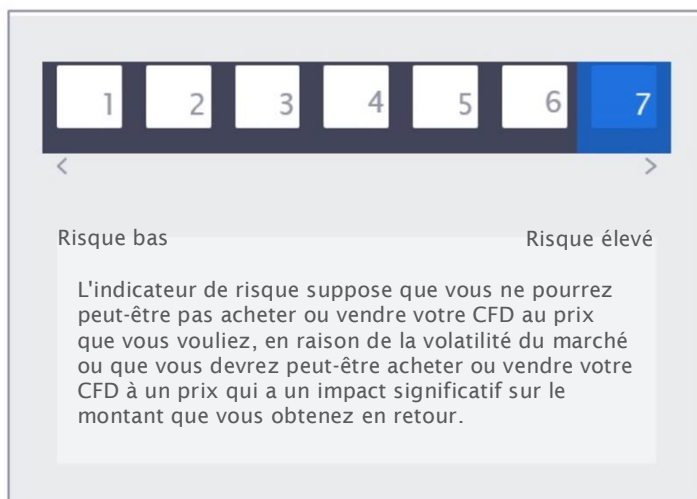 1 2 3 4 5 6 7
< >
Risque bas Risque élevé
L'indicateur de risque suppose que vous ne pourrez
peut-être pas acheter ou vendre votre CFD au prix
que vous vouliez, en raison de la volatilité du marché
ou que vous devrez peut-être acheter ou vendre votre
CFD à un prix qui a un impact significatif sur le
montant que vous obtenez en retour.